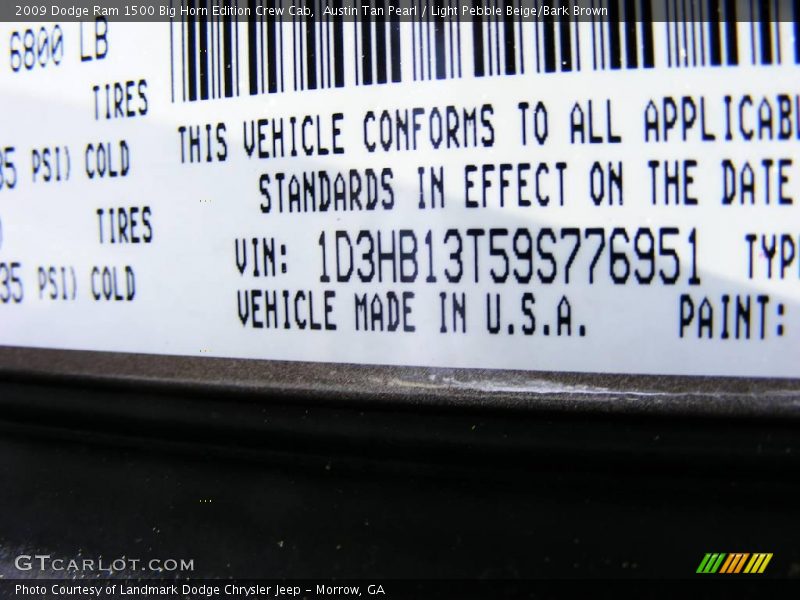 2009 Dodge Ram 1500 Big Horn Edition Crew Cab, Austin Tan Pearl / Light Pebble Beige/Bark Brown
6800 LB
TIRES
THIS VEHICLE CONFORMS TO ALL APPLICAB
35 PSI) COLD
STANDARDS IN EFFECT ON THE DATE
TIRES
VIN: 1D3HB13T59S776951 TYP
35 PSI) COLD
VEHICLE MADE IN U.S.A. PAINT:
GTCARLOT.COM
Photo Courtesy of Landmark Dodge Chrysler Jeep – Morrow, GA